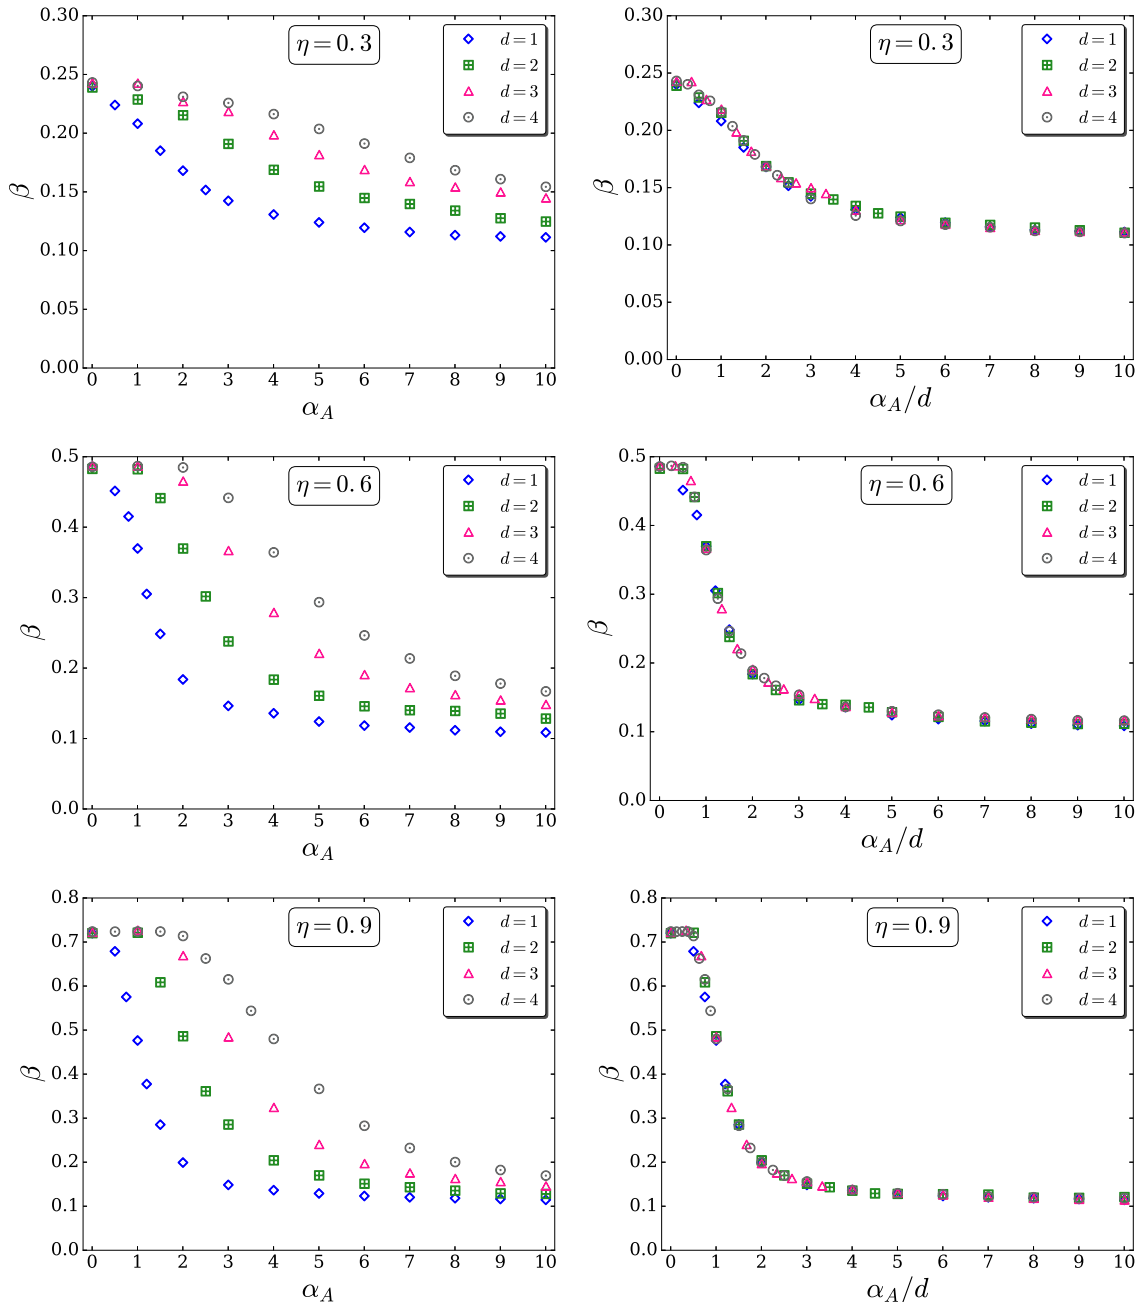 0.30
0.25
0.20
0.15
0.10
0.05
0.00
β
η = 0.3
d = 1
d = 2
d = 3
d = 4
0 1 2 3 4 5 6 7 8 9 10
α_A
0.30
0.25
0.20
0.15
0.10
0.05
0.00
β
η = 0.3
d = 1
d = 2
d = 3
d = 4
0 1 2 3 4 5 6 7 8 9 10
α_A/d
0.5
0.4
0.3
0.2
0.1
0.0
β
η = 0.6
d = 1
d = 2
d = 3
d = 4
0 1 2 3 4 5 6 7 8 9 10
α_A
0.5
0.4
0.3
0.2
0.1
0.0
β
η = 0.6
d = 1
d = 2
d = 3
d = 4
0 1 2 3 4 5 6 7 8 9 10
α_A/d
0.8
0.7
0.6
0.5
0.4
0.3
0.2
0.1
0.0
β
η = 0.9
d = 1
d = 2
d = 3
d = 4
0 1 2 3 4 5 6 7 8 9 10
α_A
0.8
0.7
0.6
0.5
0.4
0.3
0.2
0.1
0.0
β
η = 0.9
d = 1
d = 2
d = 3
d = 4
0 1 2 3 4 5 6 7 8 9 10
α_A/d